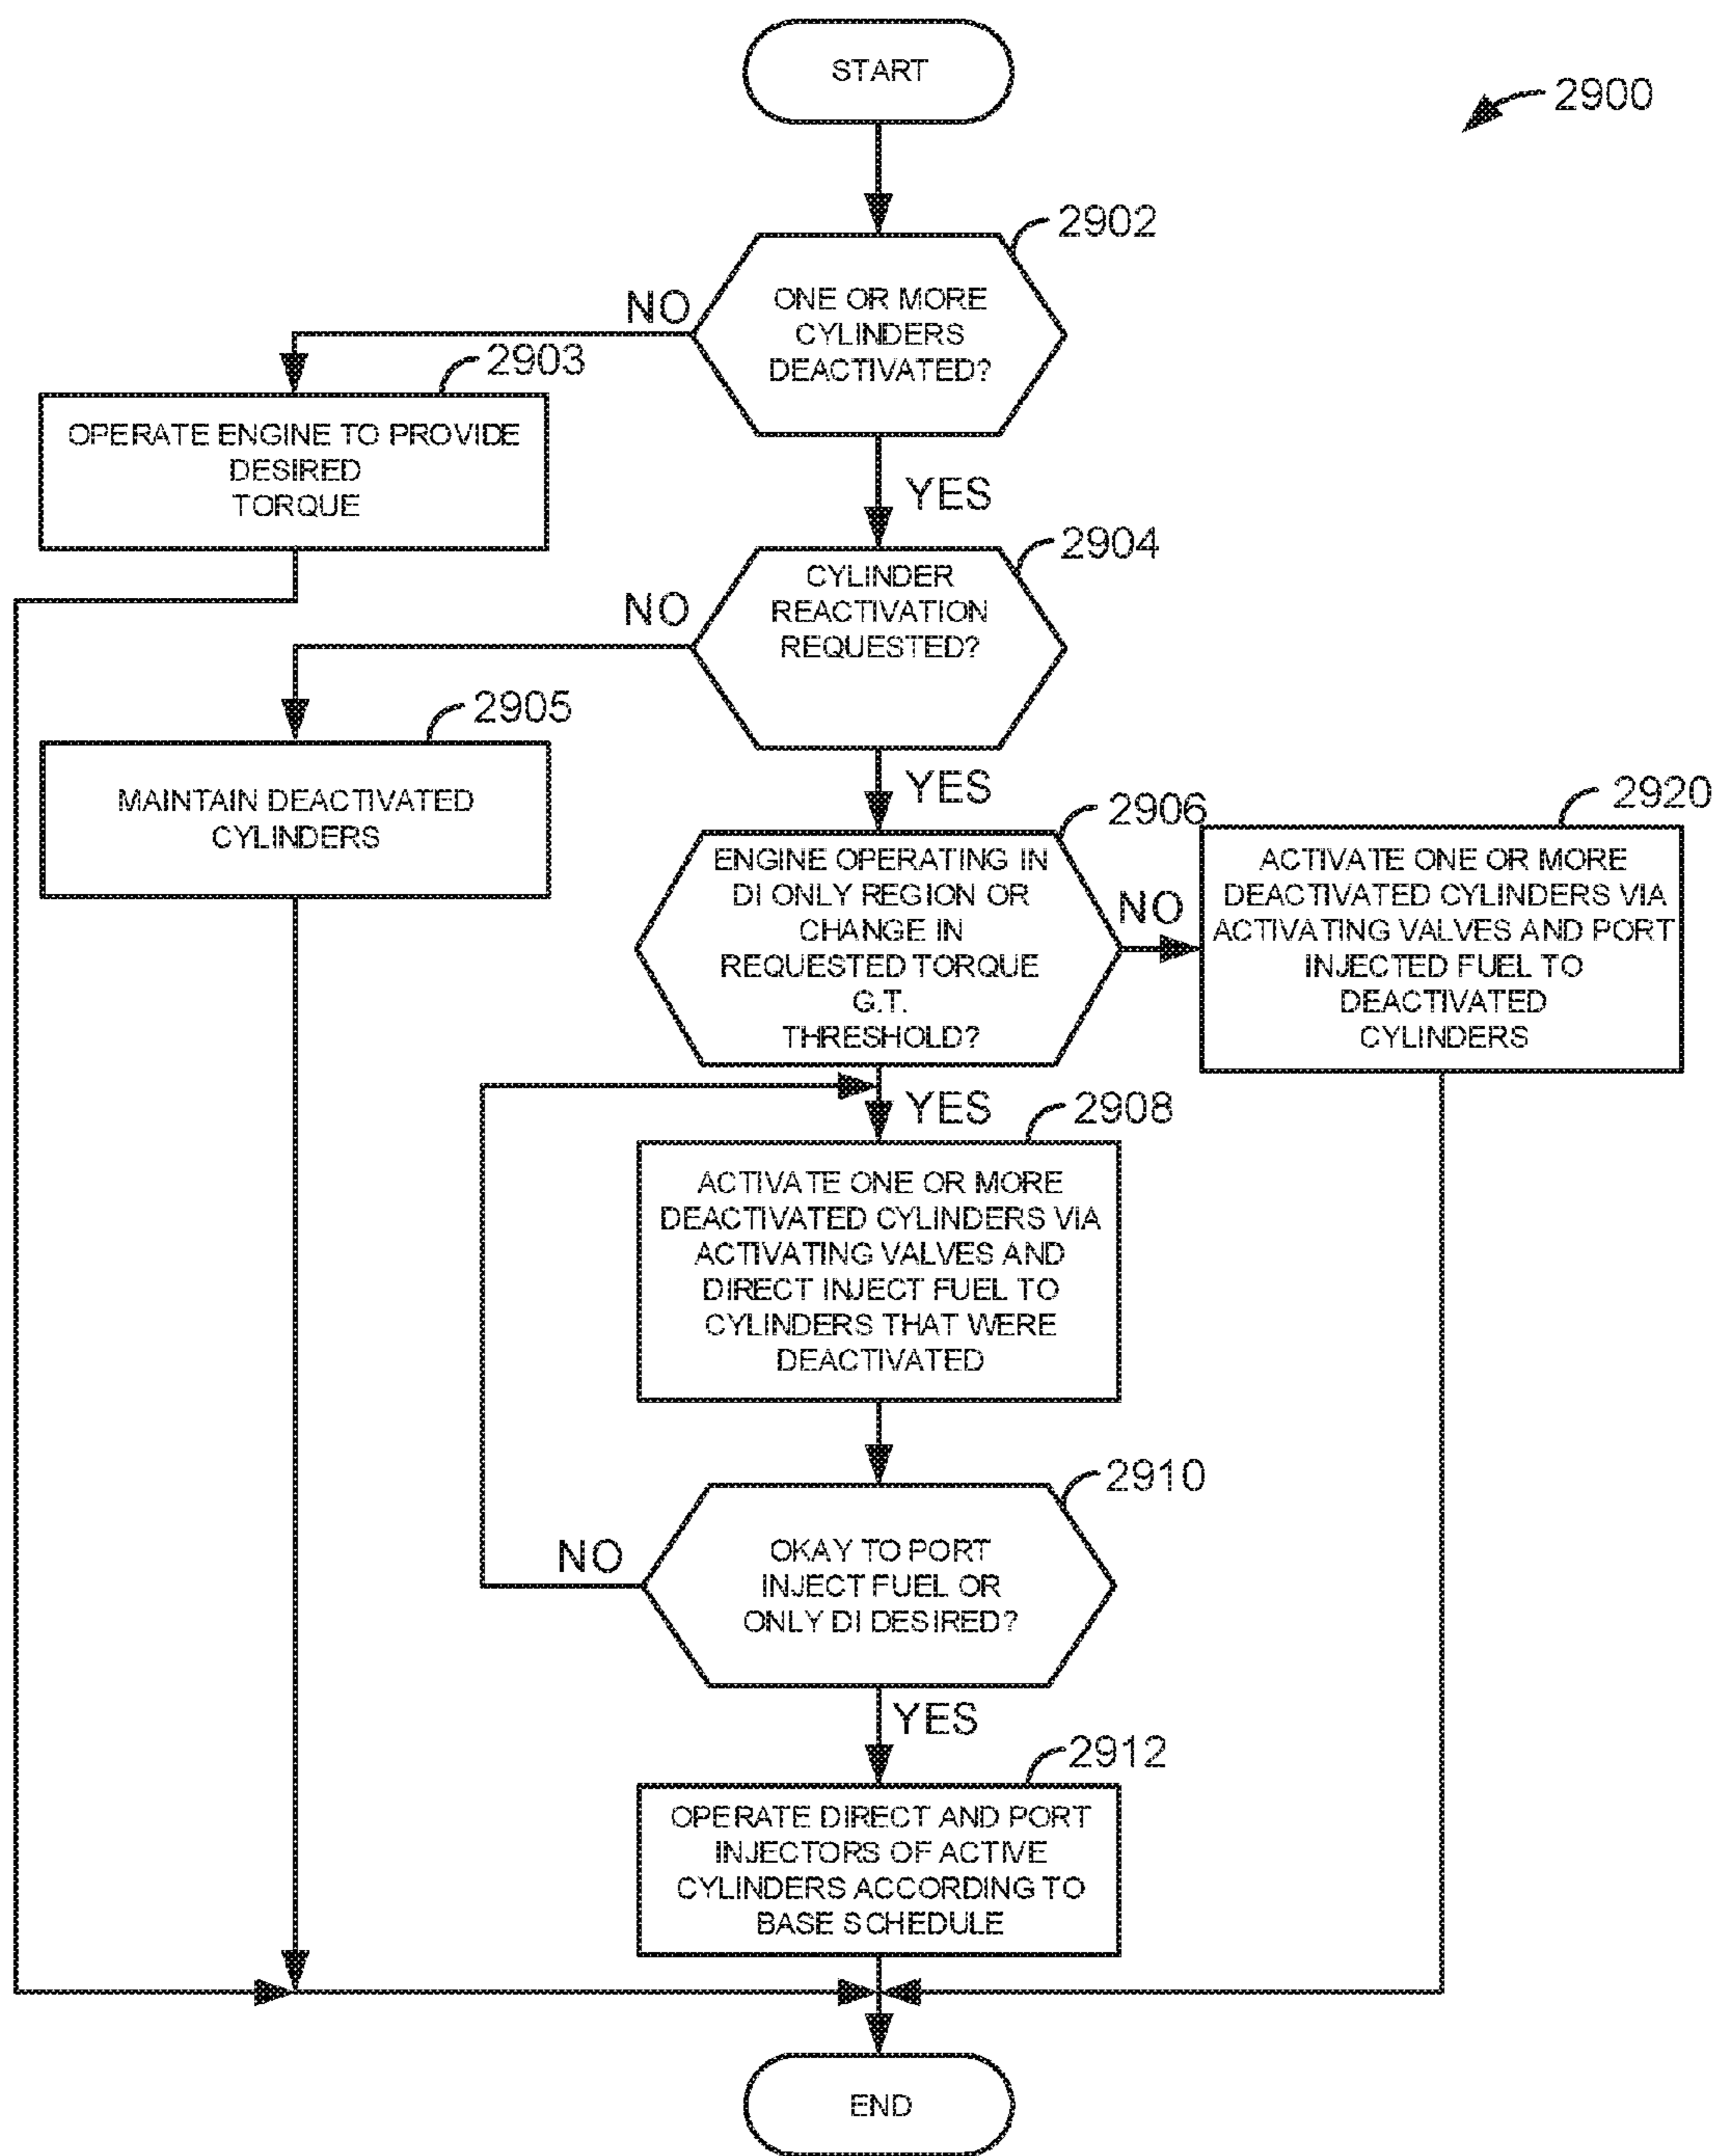 START
2900
2902
ONE OR MORE
CYLINDERS
DEACTIVATED?
NO
2903
OPERATE ENGINE TO PROVIDE
DESIRED
TORQUE
YES
2904
CYLINDER
REACTIVATION
REQUESTED?
NO
2905
MAINTAIN DEACTIVATED
CYLINDERS
YES
2906
ENGINE OPERATING IN
DI ONLY REGION OR
CHANGE IN
REQUESTED TORQUE
G.T.
THRESHOLD?
NO
2920
ACTIVATE ONE OR MORE
DEACTIVATED CYLINDERS VIA
ACTIVATING VALVES AND PORT
INJECTED FUEL TO
DEACTIVATED
CYLINDERS
YES
2908
ACTIVATE ONE OR MORE
DEACTIVATED CYLINDERS VIA
ACTIVATING VALVES AND
DIRECT INJECT FUEL TO
CYLINDERS THAT WERE
DEACTIVATED
2910
OKAY TO PORT
INJECT FUEL OR
ONLY DI DESIRED?
NO
YES
2912
OPERATE DIRECT AND PORT
INJECTORS OF ACTIVE
CYLINDERS ACCORDING TO
BASE SCHEDULE
END